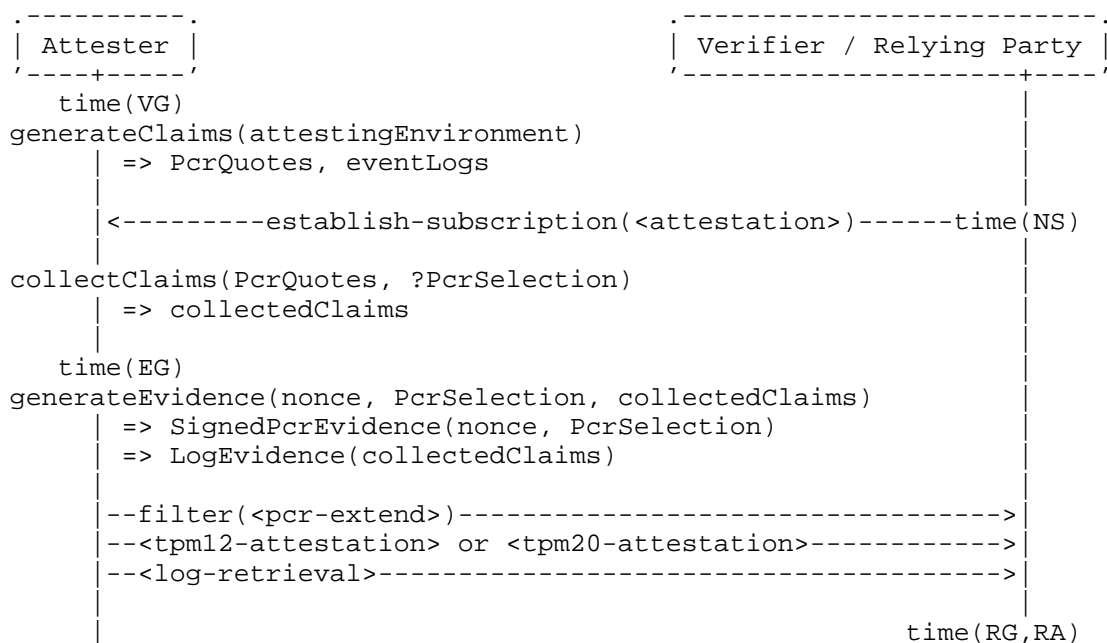 .----------.                            .--------------------------.
| Attester |                            | Verifier / Relying Party |
'----+-----'                            '---------------------+----'
   time(VG)                                                   |
generateClaims(attestingEnvironment)                          |
     | => PcrQuotes, eventLogs                                |
     |                                                        |
     |<---------establish-subscription(<attestation>)------time(NS)
     |                                                        |
collectClaims(PcrQuotes, ?PcrSelection)                       |
     | => collectedClaims                                     |
     |                                                        |
   time(EG)                                                   |
generateEvidence(nonce, PcrSelection, collectedClaims)        |
     | => SignedPcrEvidence(nonce, PcrSelection)              |
     | => LogEvidence(collectedClaims)                        |
     |                                                        |
     |--filter(<pcr-extend>)--------------------------------->|
     |--<tpm12-attestation> or <tpm20-attestation>----------->|
     |--<log-retrieval>-------------------------------------->|
     |                                                        |
     |                                                 time(RG,RA)